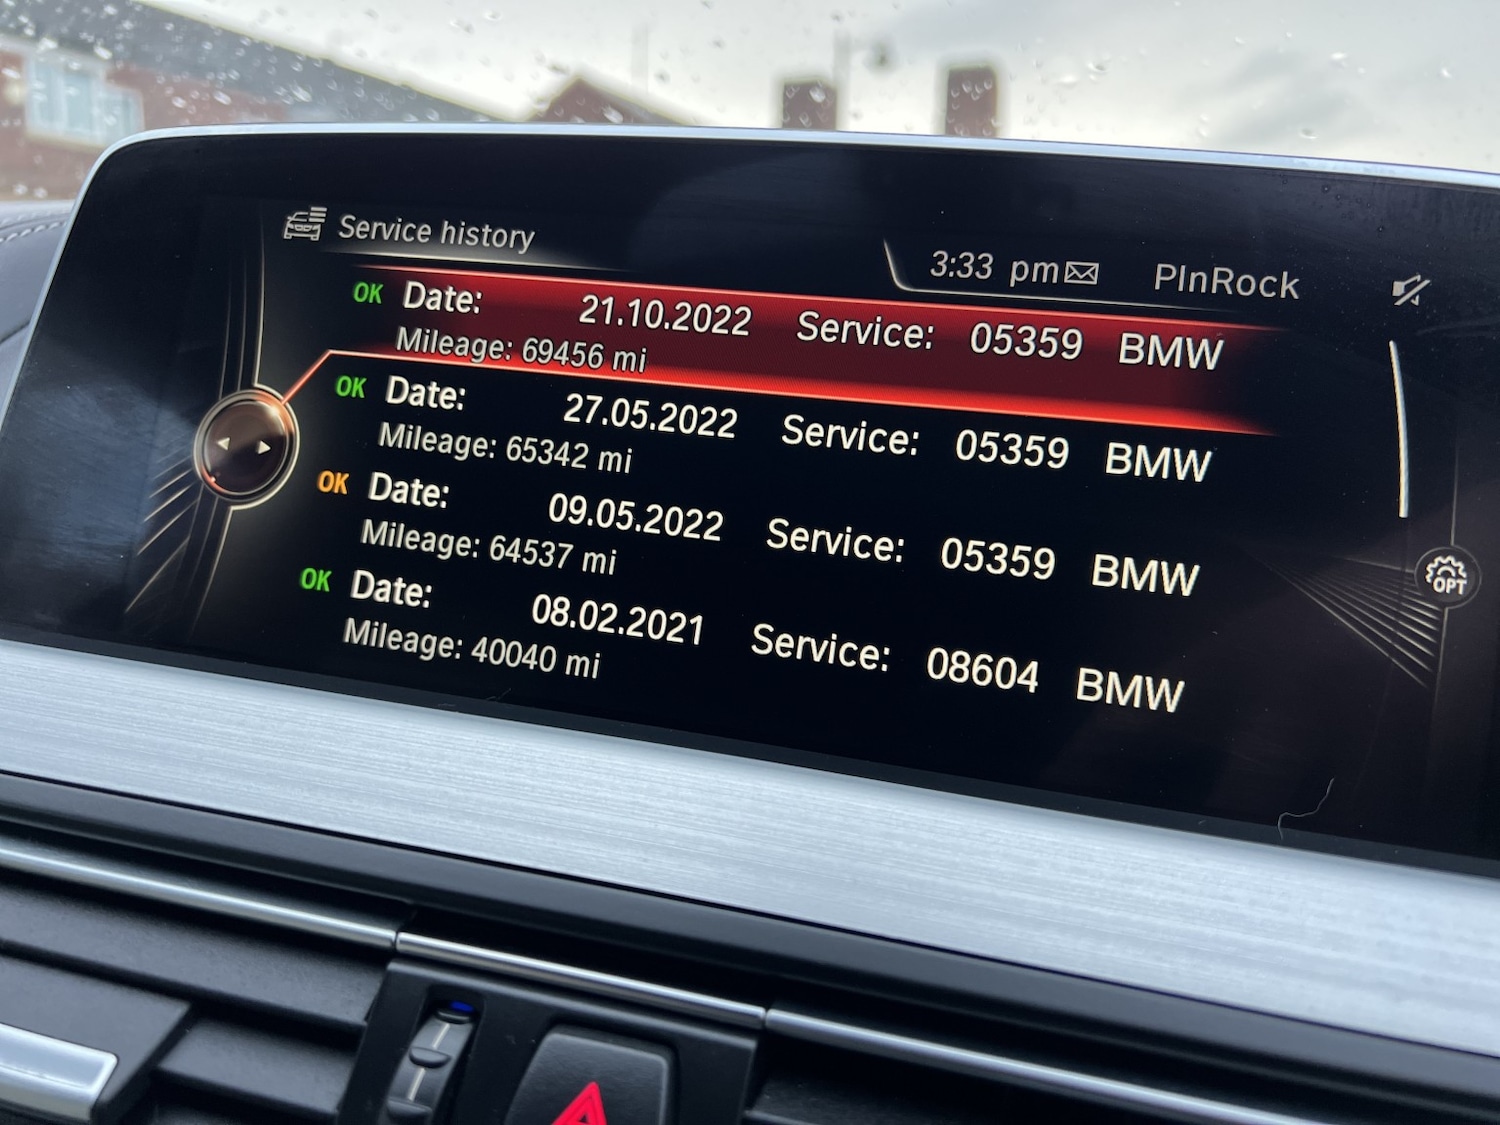 Service history
3:33 pm PInRock
OK Date: 21.10.2022 Service: 05359 BMW
Mileage: 69456 mi
OK Date: 27.05.2022 Service: 05359 BMW
Mileage: 65342 mi
OK Date: 09.05.2022 Service: 05359 BMW
Mileage: 64537 mi
OK Date: 08.02.2021 Service: 08604 BMW
Mileage: 40040 mi
OPT